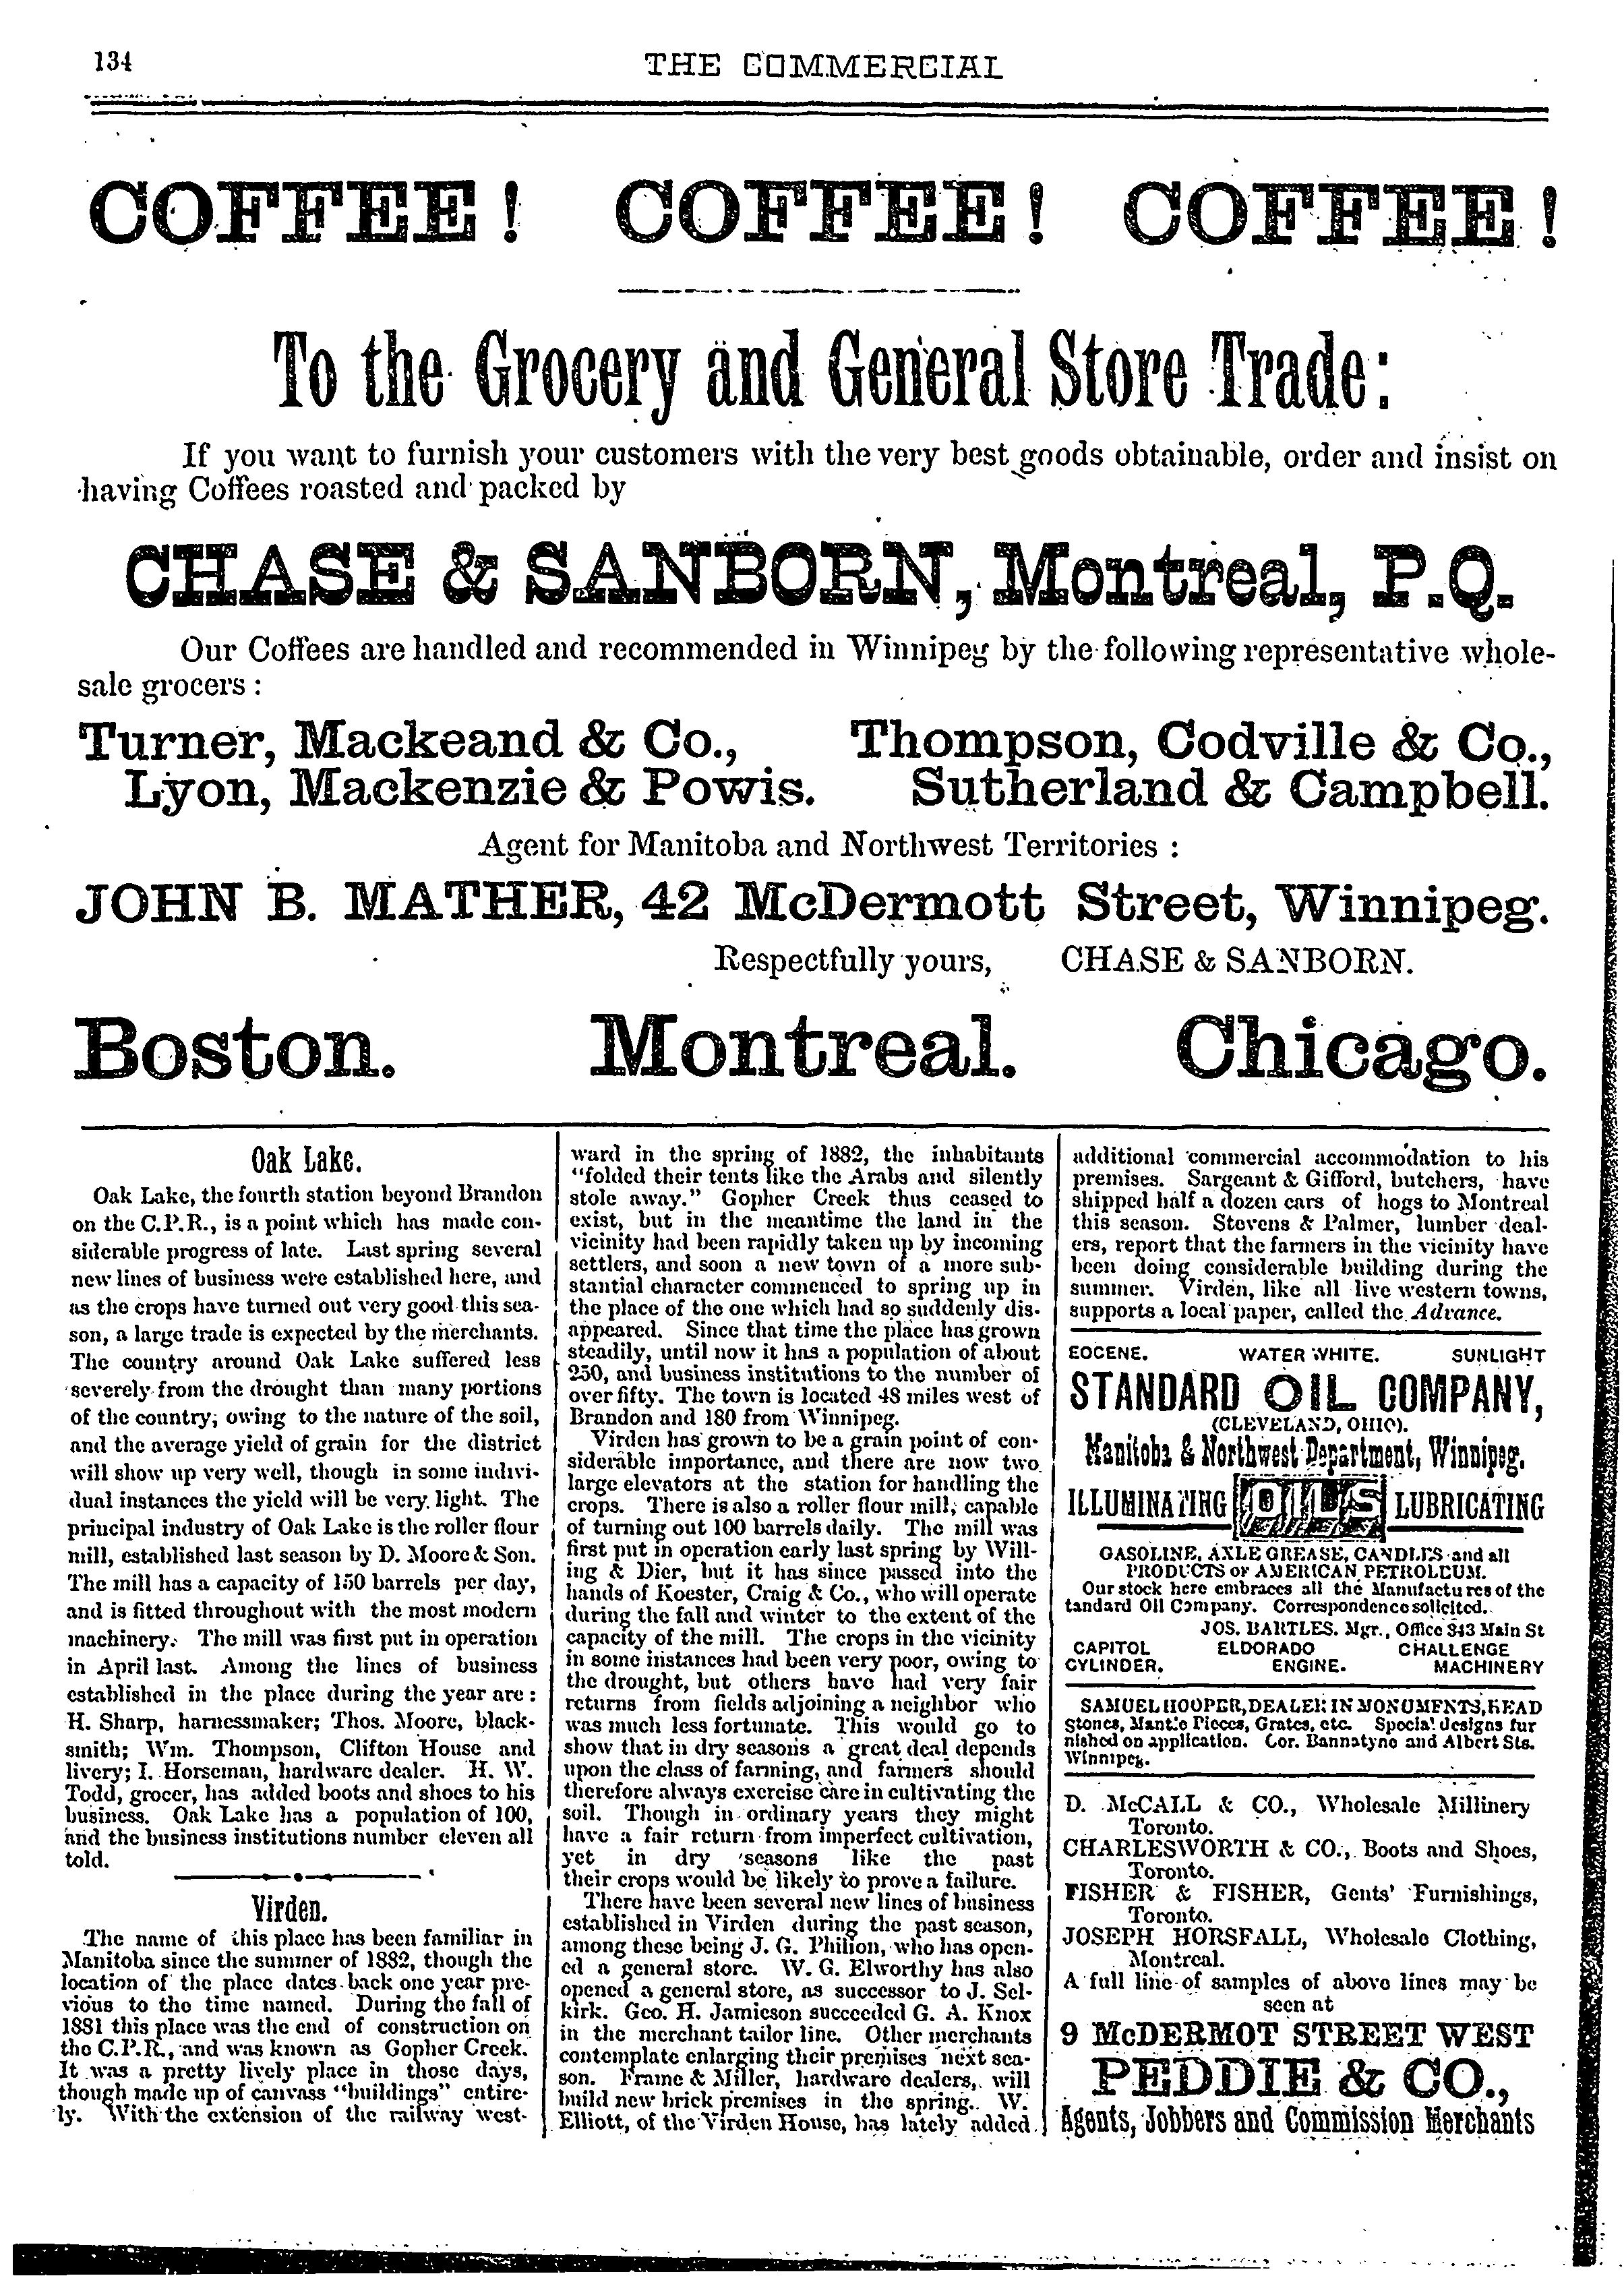 134
THE COMMERCIAL
COFFEE! COFFEE! COFFEE!
To the Grocery and General Store Trade:
If you want to furnish your customers with the very best goods obtainable, order and insist on
having Coffees roasted and packed by
CHASE & SANBORN, Montreal, P.Q.
Our Coffees are handled and recommended in Winnipeg by the following representative whole-
sale grocers:
Turner, Mackeand & Co., Thompson, Codville & Co.,
Lyon, Mackenzie & Powis. Sutherland & Campbell.
Agent for Manitoba and Northwest Territories:
JOHN B. MATHER, 42 McDermott Street, Winnipeg.
Respectfully yours, CHASE & SANBORN.
Boston. Montreal. Chicago.
Oak Lake.
Oak Lake, the fourth station beyond Brandon
on the C.P.R., is a point which has made con-
siderable progress of late. Last spring several
new lines of business were established here, and
as the crops have turned out very good this sea-
son, a large trade is expected by the merchants.
The country around Oak Lake suffered less
severely from the drought than many portions
of the country, owing to the nature of the soil,
and the average yield of grain for the district
will show up very well, though in some indivi-
dual instances the yield will be very light. The
principal industry of Oak Lake is the roller flour
mill, established last season by D. Moore & Son.
The mill has a capacity of 150 barrels per day,
and is fitted throughout with the most modern
machinery. The mill was first put in operation
in April last. Among the lines of business
established in the place during the year are:
H. Sharp, harnessmaker; Thos. Moore, black-
smith; Wm. Thompson, Clifton House and
livery; I. Horseman, hardware dealer. H. W.
Todd, grocer, has added boots and shoes to his
business. Oak Lake has a population of 100,
and the business institutions number eleven all
told.
Virden.
The name of this place has been familiar in
Manitoba since the summer of 1882, though the
location of the place dates back one year pre-
vious to the time named. During the fall of
1881 this place was the end of construction on
the C.P.R., and was known as Gopher Creek.
It was a pretty lively place in those days,
though made up of canvass "buildings" entire-
ly. With the extension of the railway west-
ward in the spring of 1882, the inhabitants
"folded their tents like the Arabs and silently
stole away." Gopher Creek thus ceased to
exist, but in the meantime the land in the
vicinity had been rapidly taken up by incoming
settlers, and soon a new town of a more sub-
stantial character commenced to spring up in
the place of the one which had so suddenly dis-
appeared. Since that time the place has grown
steadily, until now it has a population of about
250, and business institutions to the number of
over fifty. The town is located 48 miles west of
Brandon and 180 from Winnipeg.
Virden has grown to be a grain point of con-
siderable importance, and there are now two
large elevators at the station for handling the
crops. There is also a roller flour mill, capable
of turning out 100 barrels daily. The mill was
first put in operation early last spring by Will-
ing & Dier, but it has since passed into the
hands of Koester, Craig & Co., who will operate
during the fall and winter to the extent of the
capacity of the mill. The crops in the vicinity
in some instances had been very poor, owing to
the drought, but others have had very fair
returns from fields adjoining a neighbor who
was much less fortunate. This would go to
show that in dry seasons a great deal depends
upon the class of farming, and farmers should
therefore always exercise care in cultivating the
soil. Though in ordinary years they might
have a fair return from imperfect cultivation,
yet in dry seasons like the past
their crops would be likely to prove a failure.
There have been several new lines of business
established in Virden during the past season,
among these being J. G. Philion, who has open-
ed a general store. W. G. Elworthy has also
opened a general store, as successor to J. Sel-
kirk. Geo. H. Jamieson succeeded G. A. Knox
in the merchant tailor line. Other merchants
contemplate enlarging their premises next sea-
son. Frame & Miller, hardware dealers, will
build new brick premises in the spring. W.
Elliott, of the Virden House, has lately added
additional commercial accommodation to his
premises. Sargeant & Gifford, butchers, have
shipped half a dozen cars of hogs to Montreal
this season. Stevens & Palmer, lumber deal-
ers, report that the farmers in the vicinity have
been doing considerable building during the
summer. Virden, like all live western towns,
supports a local paper, called the Advance.
EOCENE. WATER WHITE. SUNLIGHT
STANDARD OIL COMPANY,
(CLEVELAND, OHIO).
Manitoba & Northwest Department, Winnipeg.
ILLUMINATING OILS LUBRICATING
GASOLINE, AXLE GREASE, CANDLES and all
PRODUCTS OF AMERICAN PETROLEUM.
Our stock here embraces all the Manufactures of the
tandard Oil Company. Correspondence solicited.
JOS. BARTLES. Mgr., Office 343 Main St
CAPITOL ELDORADO CHALLENGE
CYLINDER. ENGINE. MACHINERY
SAMUEL HOOPER, DEALER IN MONUMENTS, HEAD
Stones, Mantle Pieces, Grates, etc. Special designs fur
nished on application. Cor. Bannatyne and Albert Sts.
Winnipeg.
D. McCALL & CO., Wholesale Millinery
Toronto.
CHARLESWORTH & CO., Boots and Shoes,
Toronto.
FISHER & FISHER, Gents' Furnishings,
Toronto.
JOSEPH HORSFALL, Wholesale Clothing,
Montreal.
A full line of samples of above lines may be
seen at
9 McDERMOT STREET WEST
PEDDIE & CO.,
Agents, Jobbers and Commission Merchants